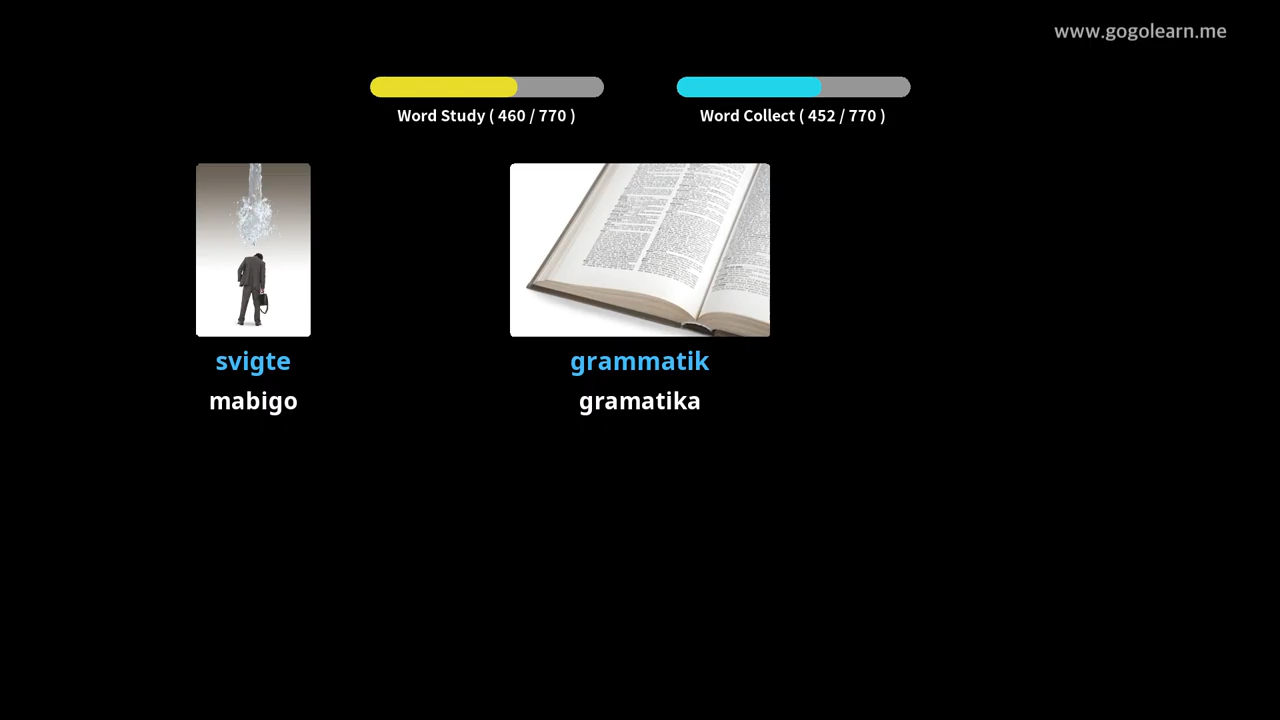 www.gogolearn.me
Word Study ( 460 / 770 )
Word Collect ( 452 / 770 )
svigte
mabigo
grammatik
gramatika